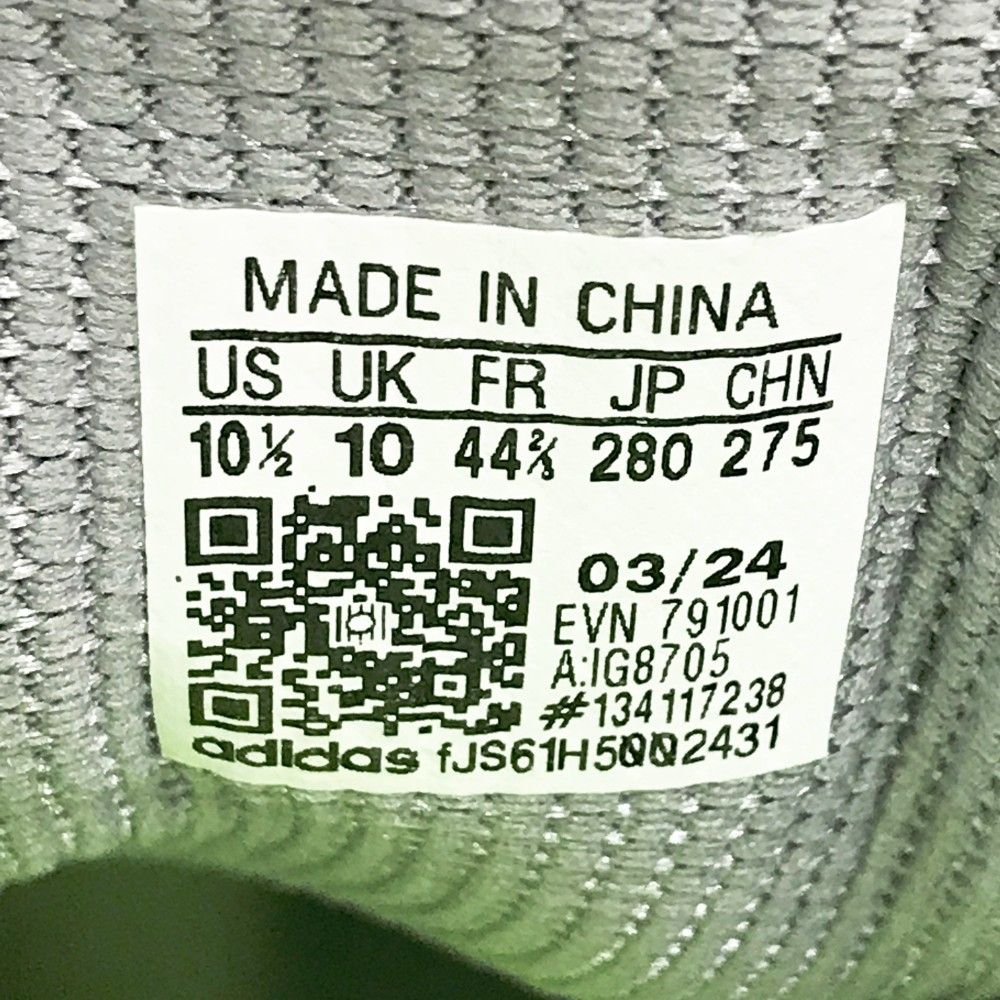 MADE IN CHINA
US UK FR JP CHN
10½ 10 44⅔ 280 275
03/24
EVN 791001
A:IG8705
#134117238
adidas fJS61H5002431